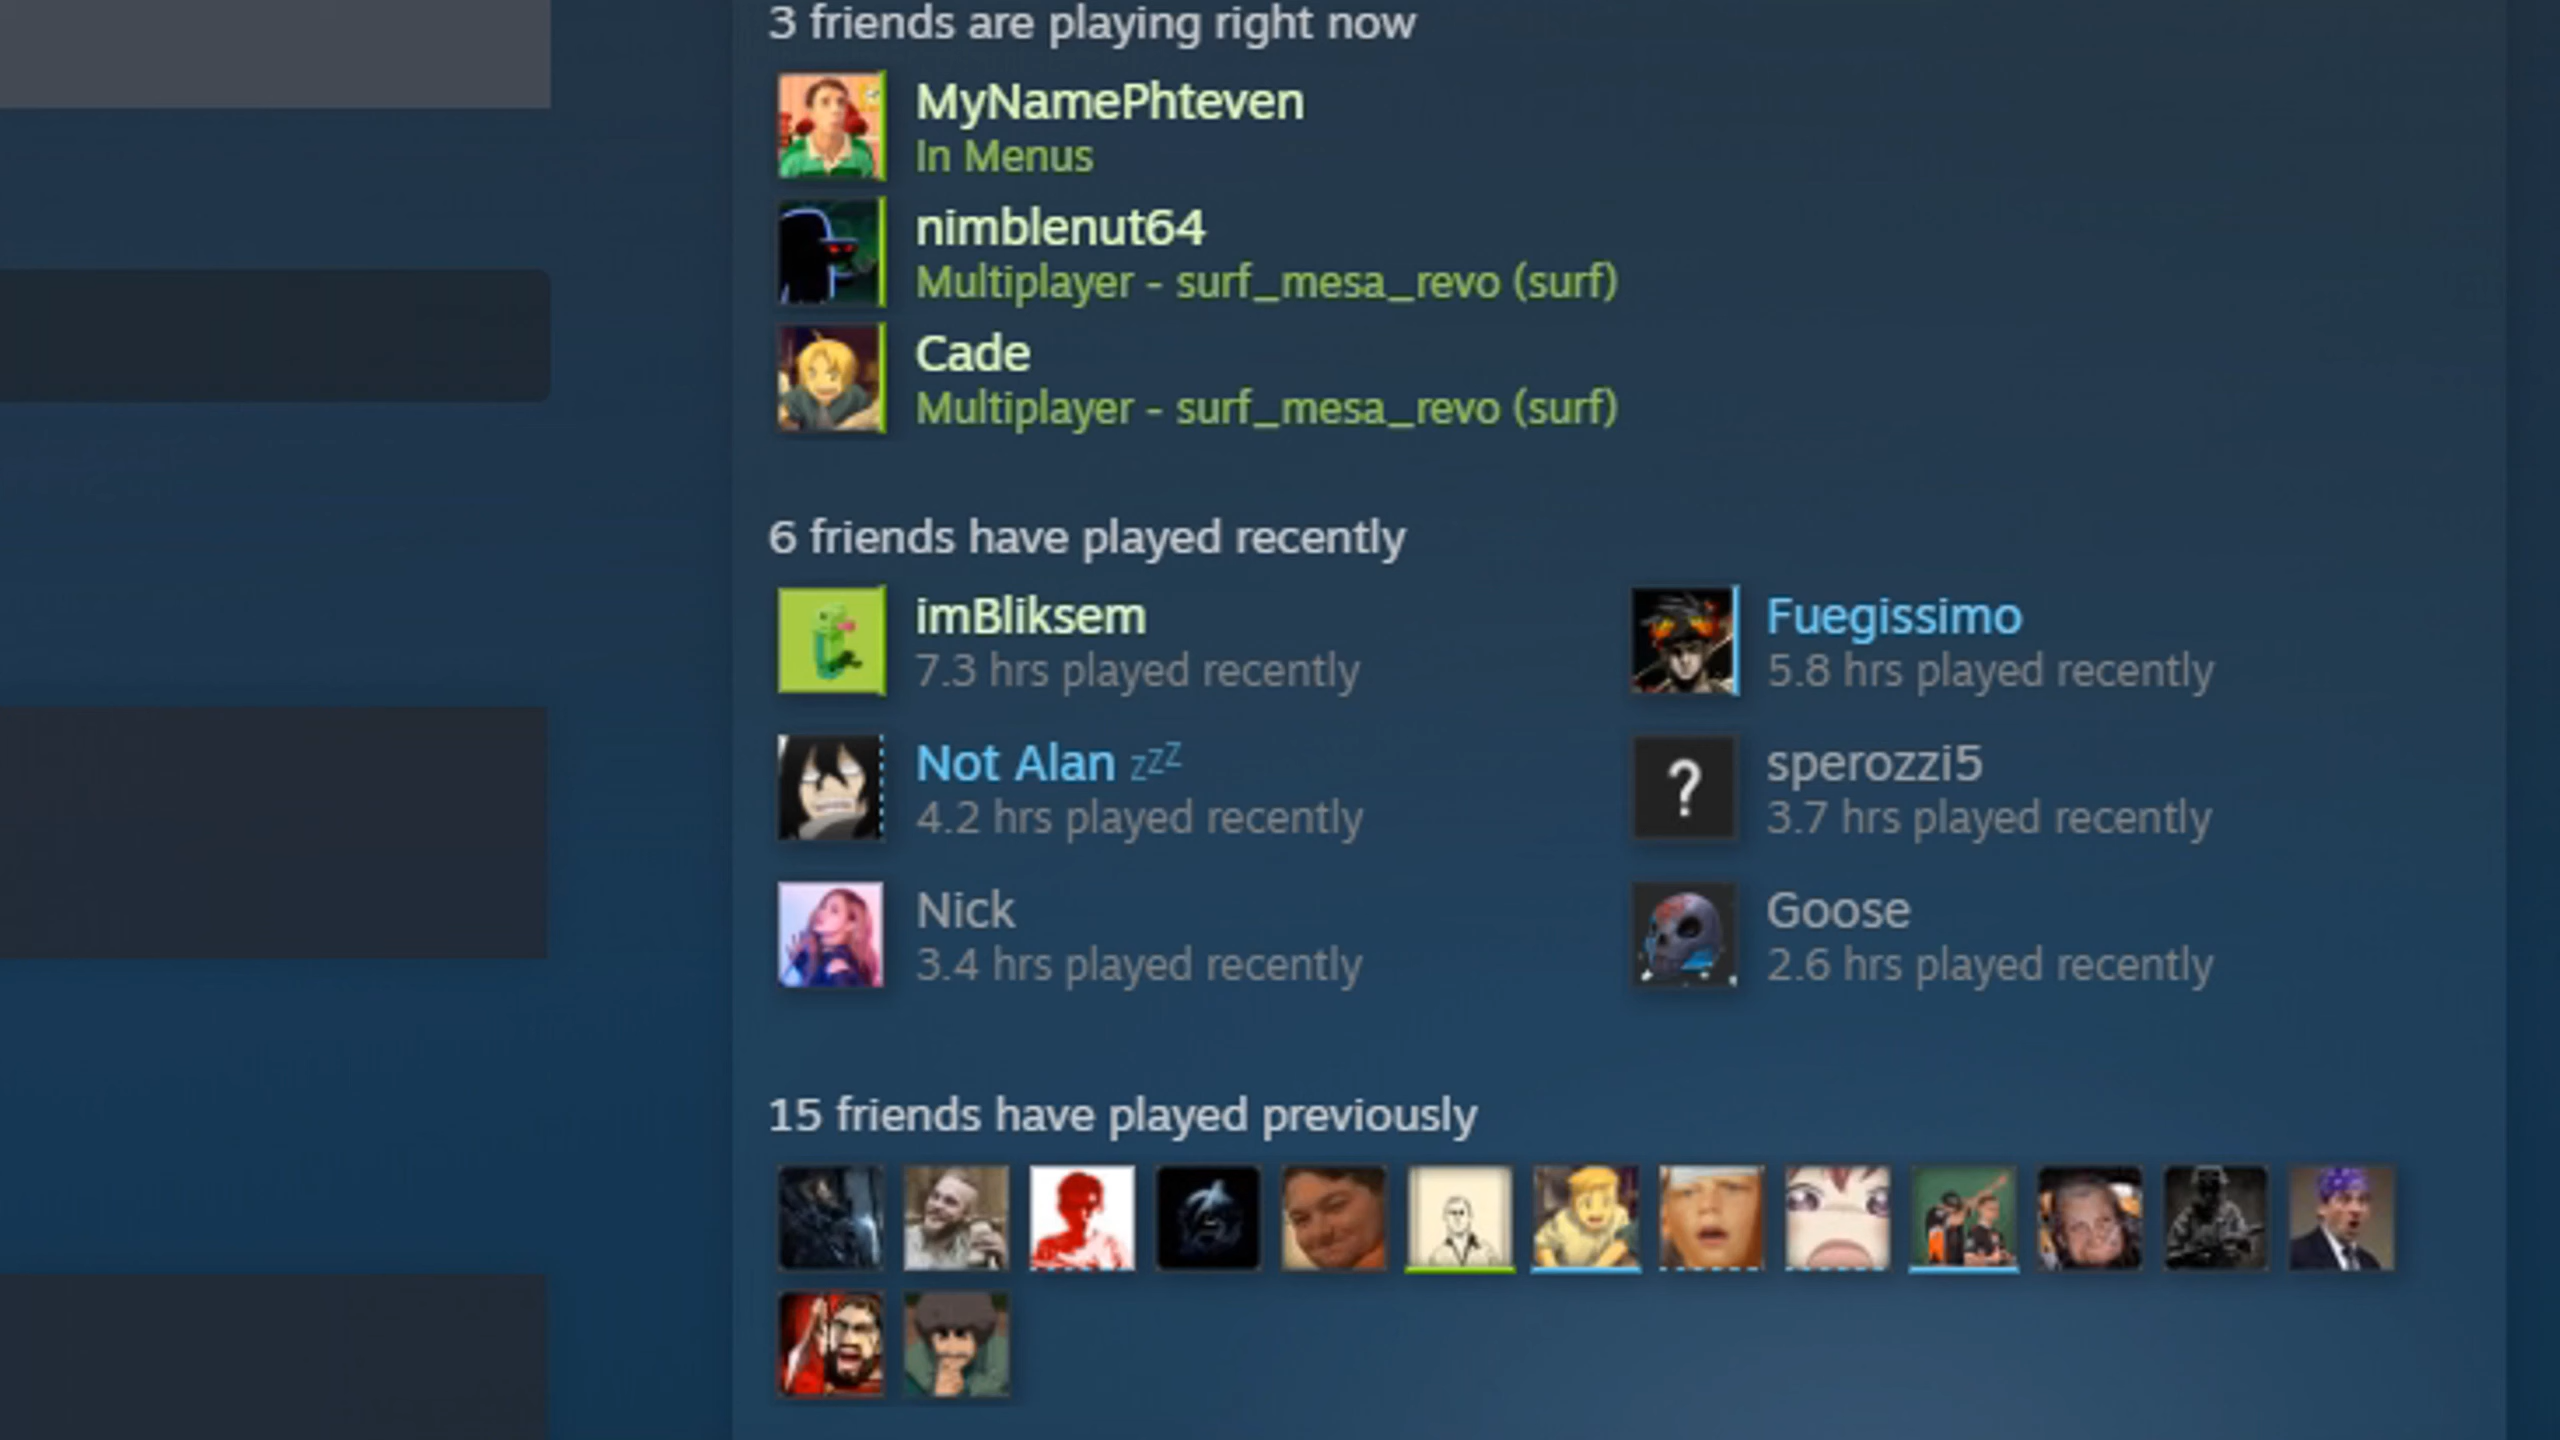 3 friends are playing right now
MyNamePhteven
In Menus
nimblenut64
Multiplayer - surf_mesa_revo (surf)
Cade
Multiplayer - surf_mesa_revo (surf)
6 friends have played recently
imBliksem
7.3 hrs played recently
Fuegissimo
5.8 hrs played recently
Not Alan zzz
4.2 hrs played recently
sperozzi5
3.7 hrs played recently
?
Nick
3.4 hrs played recently
Goose
2.6 hrs played recently
15 friends have played previously